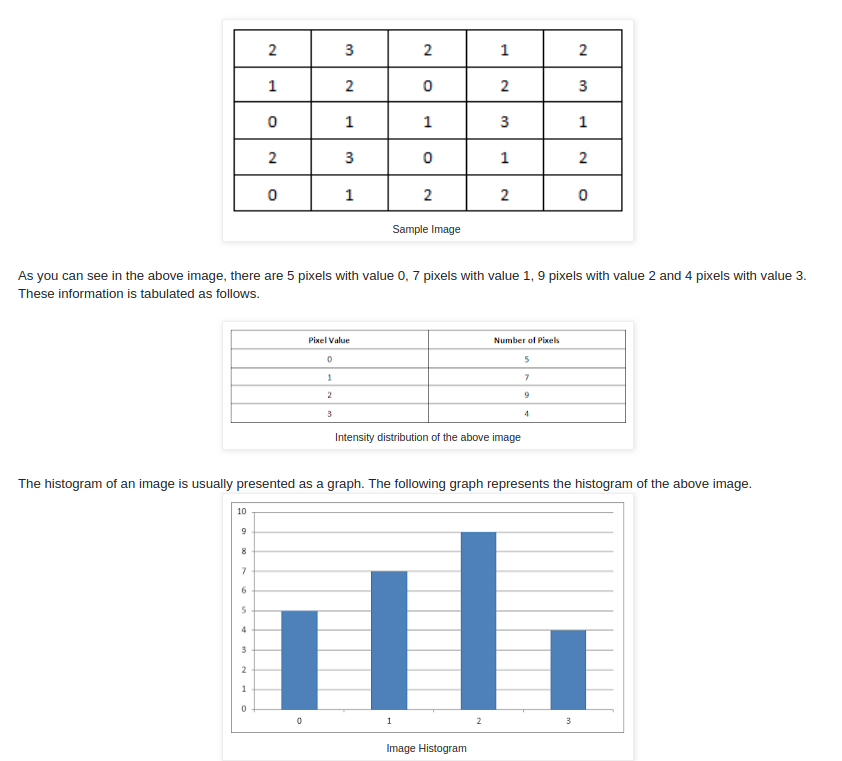 2 3 2 1 2
1 2 0 2 3
0 1 1 3 1
2 3 0 1 2
0 1 2 2 0
Sample Image
As you can see in the above image, there are 5 pixels with value 0, 7 pixels with value 1, 9 pixels with value 2 and 4 pixels with value 3.
These information is tabulated as follows.
Pixel Value Number of Pixels
0 5
1 7
2 9
3 4
Intensity distribution of the above image
The histogram of an image is usually presented as a graph. The following graph represents the histogram of the above image.
10
9
8
7
6
5
4
3
2
1
0
0 1 2 3
Image Histogram